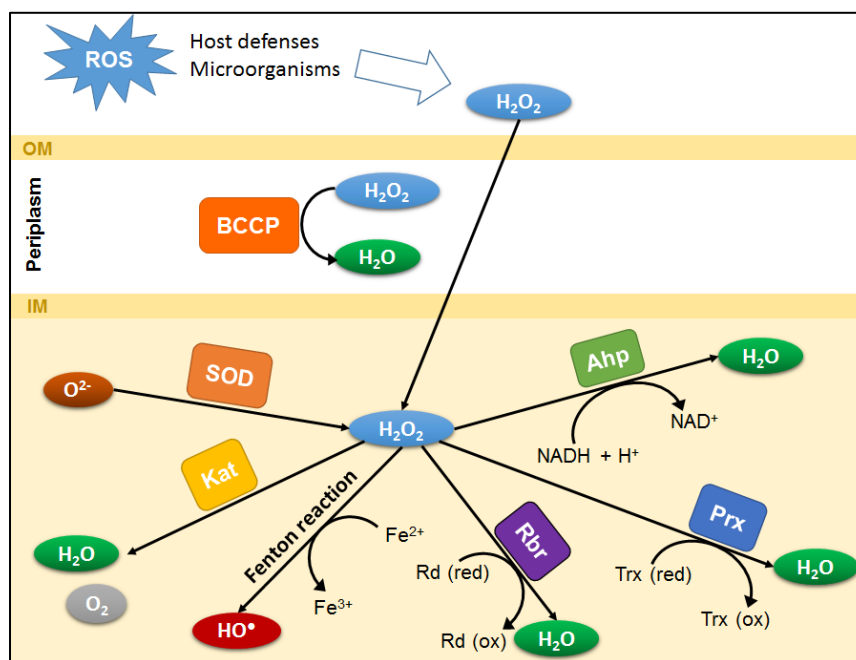 ROS
Host defenses
Microorganisms
H₂O₂
OM
Periplasm
BCCP
H₂O₂
H₂O
IM
O²⁻
SOD
H₂O₂
Ahp
H₂O
NADH + H⁺
NAD⁺
Kat
H₂O
O₂
Fenton reaction
Fe²⁺
Fe³⁺
HO•
Rbr
Rd (red)
Rd (ox)
H₂O
Prx
Trx (red)
Trx (ox)
H₂O